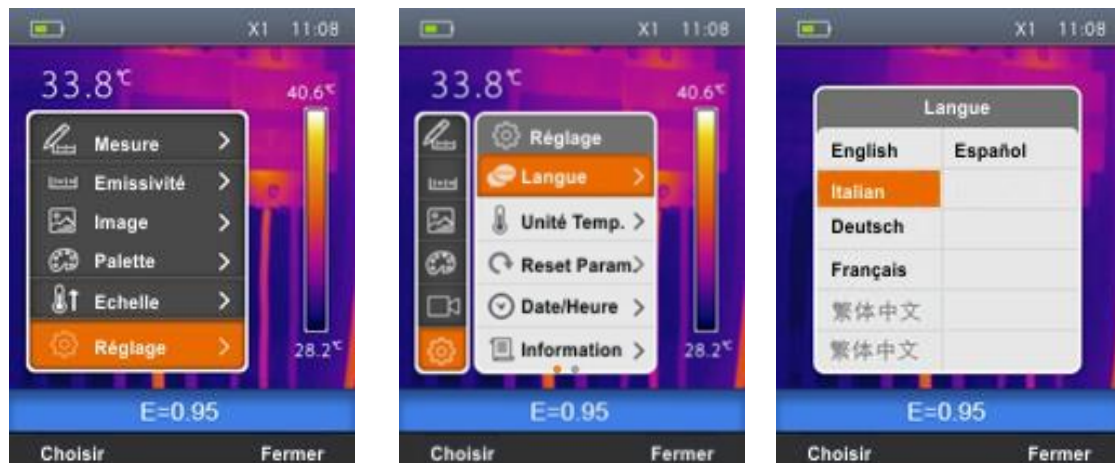 X1 11:08
33.8℃
40.6℃
Mesure
Emissivité
Image
Palette
Echelle
Réglage
28.2℃
E=0.95
Choisir Fermer
X1 11:08
33.8℃
40.6℃
Réglage
Langue
Unité Temp.
Reset Param
Date/Heure
Information
28.2℃
E=0.95
Choisir Fermer
X1 11:08
Langue
English Español
Italian
Deutsch
Français
繁体中文
繁体中文
E=0.95
Choisir Fermer